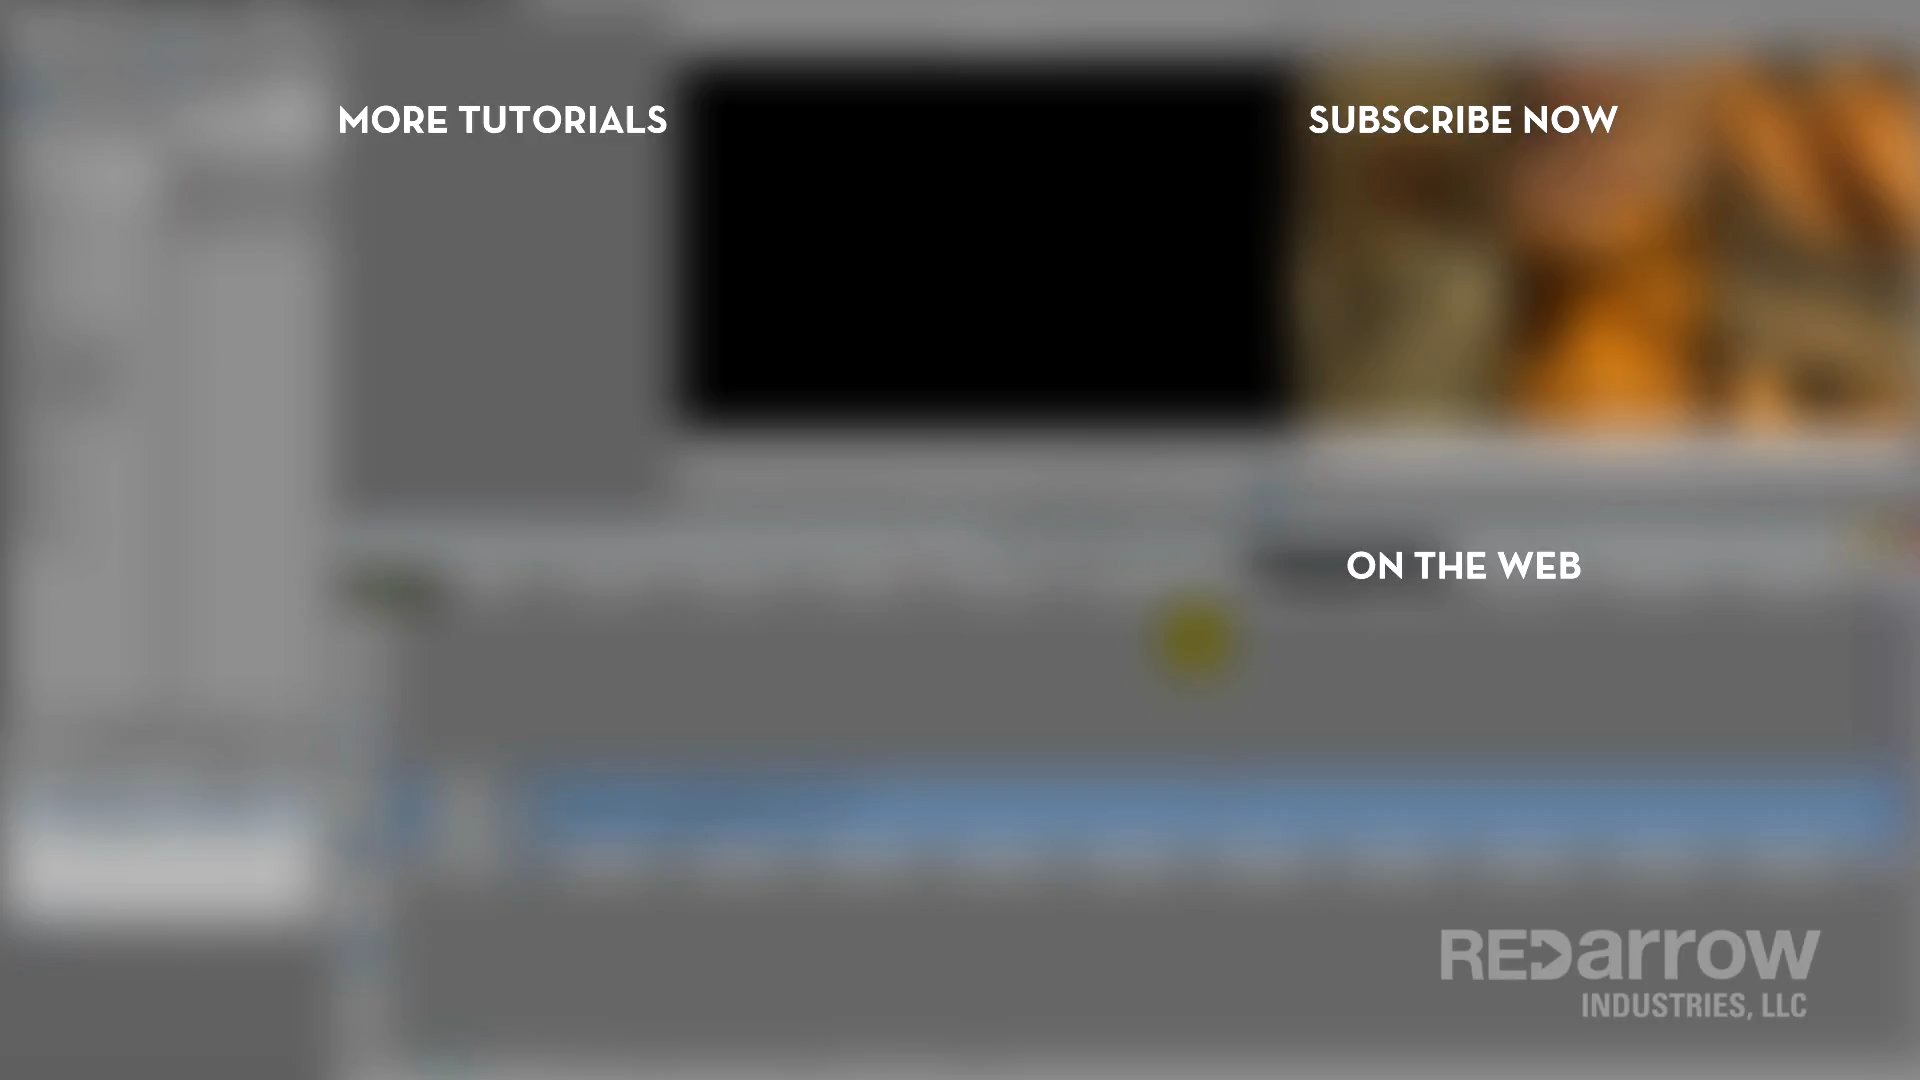 MORE TUTORIALS
SUBSCRIBE NOW
ON THE WEB
REDarrow
INDUSTRIES, LLC